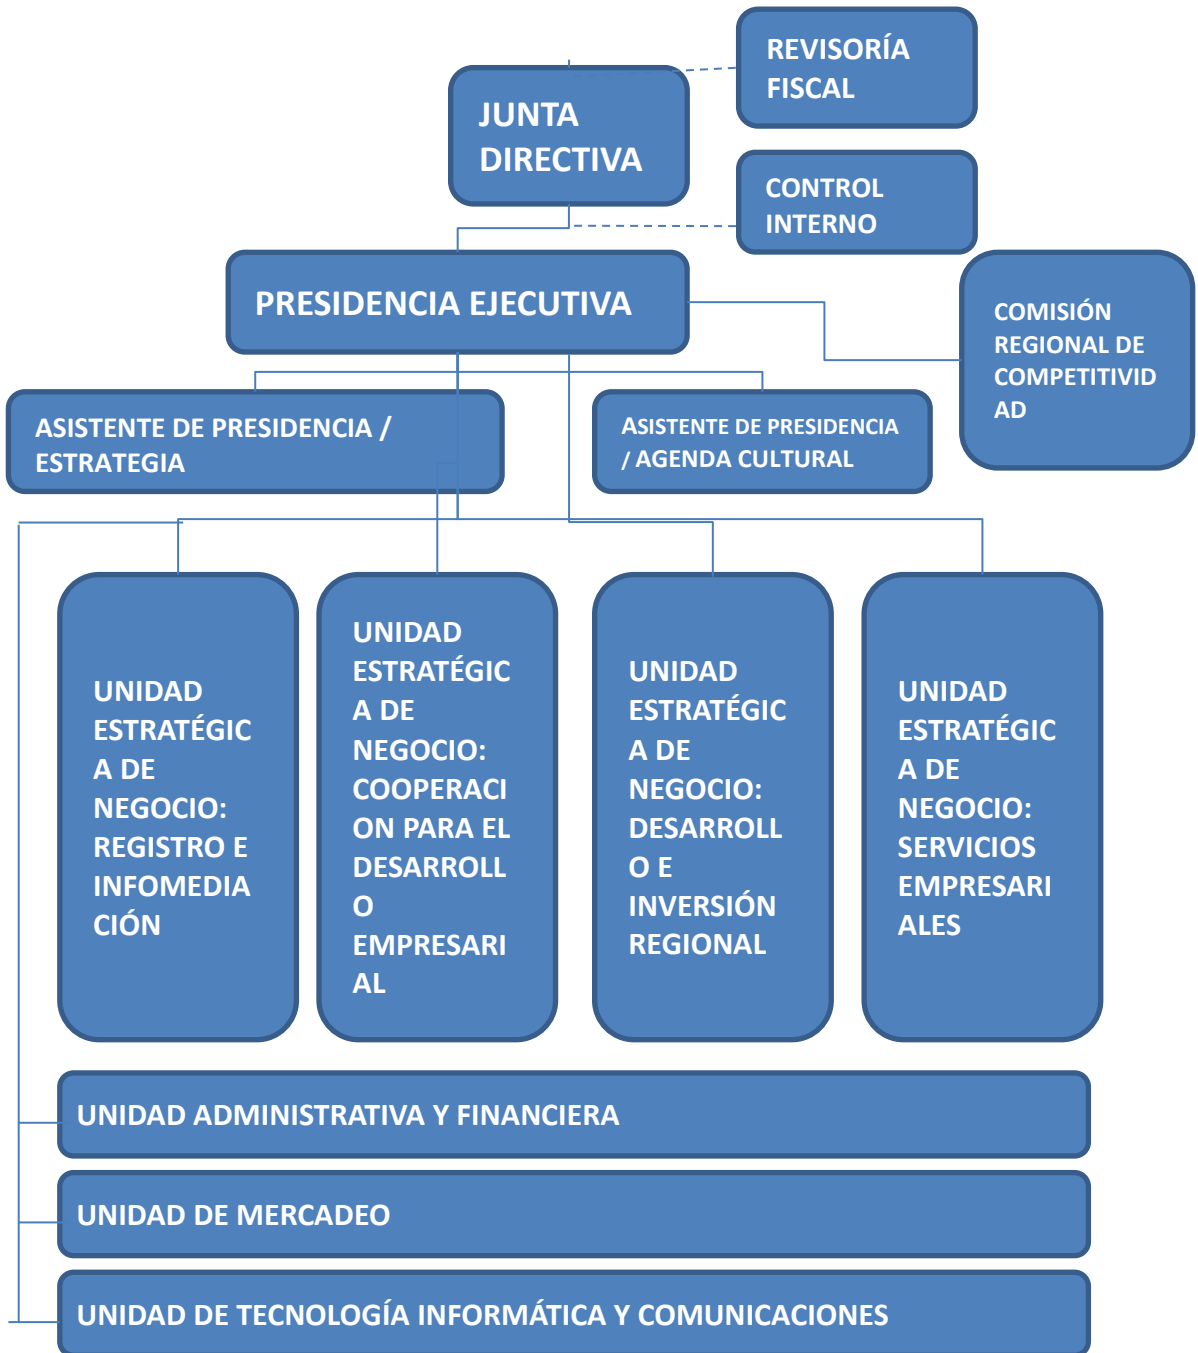 REVISORÍA
FISCAL
JUNTA
DIRECTIVA
CONTROL
INTERNO
PRESIDENCIA EJECUTIVA
COMISIÓN
REGIONAL DE
COMPETITIVID
AD
ASISTENTE DE PRESIDENCIA /
ESTRATEGIA
ASISTENTE DE PRESIDENCIA
/ AGENDA CULTURAL
UNIDAD
ESTRATÉGIC
A DE
NEGOCIO:
REGISTRO E
INFOMEDIA
CIÓN
UNIDAD
ESTRATÉGIC
A DE
NEGOCIO:
COOPERACI
ON PARA EL
DESARROLL
O
EMPRESARI
AL
UNIDAD
ESTRATÉGIC
A DE
NEGOCIO:
DESARROLL
O E
INVERSIÓN
REGIONAL
UNIDAD
ESTRATÉGIC
A DE
NEGOCIO:
SERVICIOS
EMPRESARI
ALES
UNIDAD ADMINISTRATIVA Y FINANCIERA
UNIDAD DE MERCADEO
UNIDAD DE TECNOLOGÍA INFORMÁTICA Y COMUNICACIONES